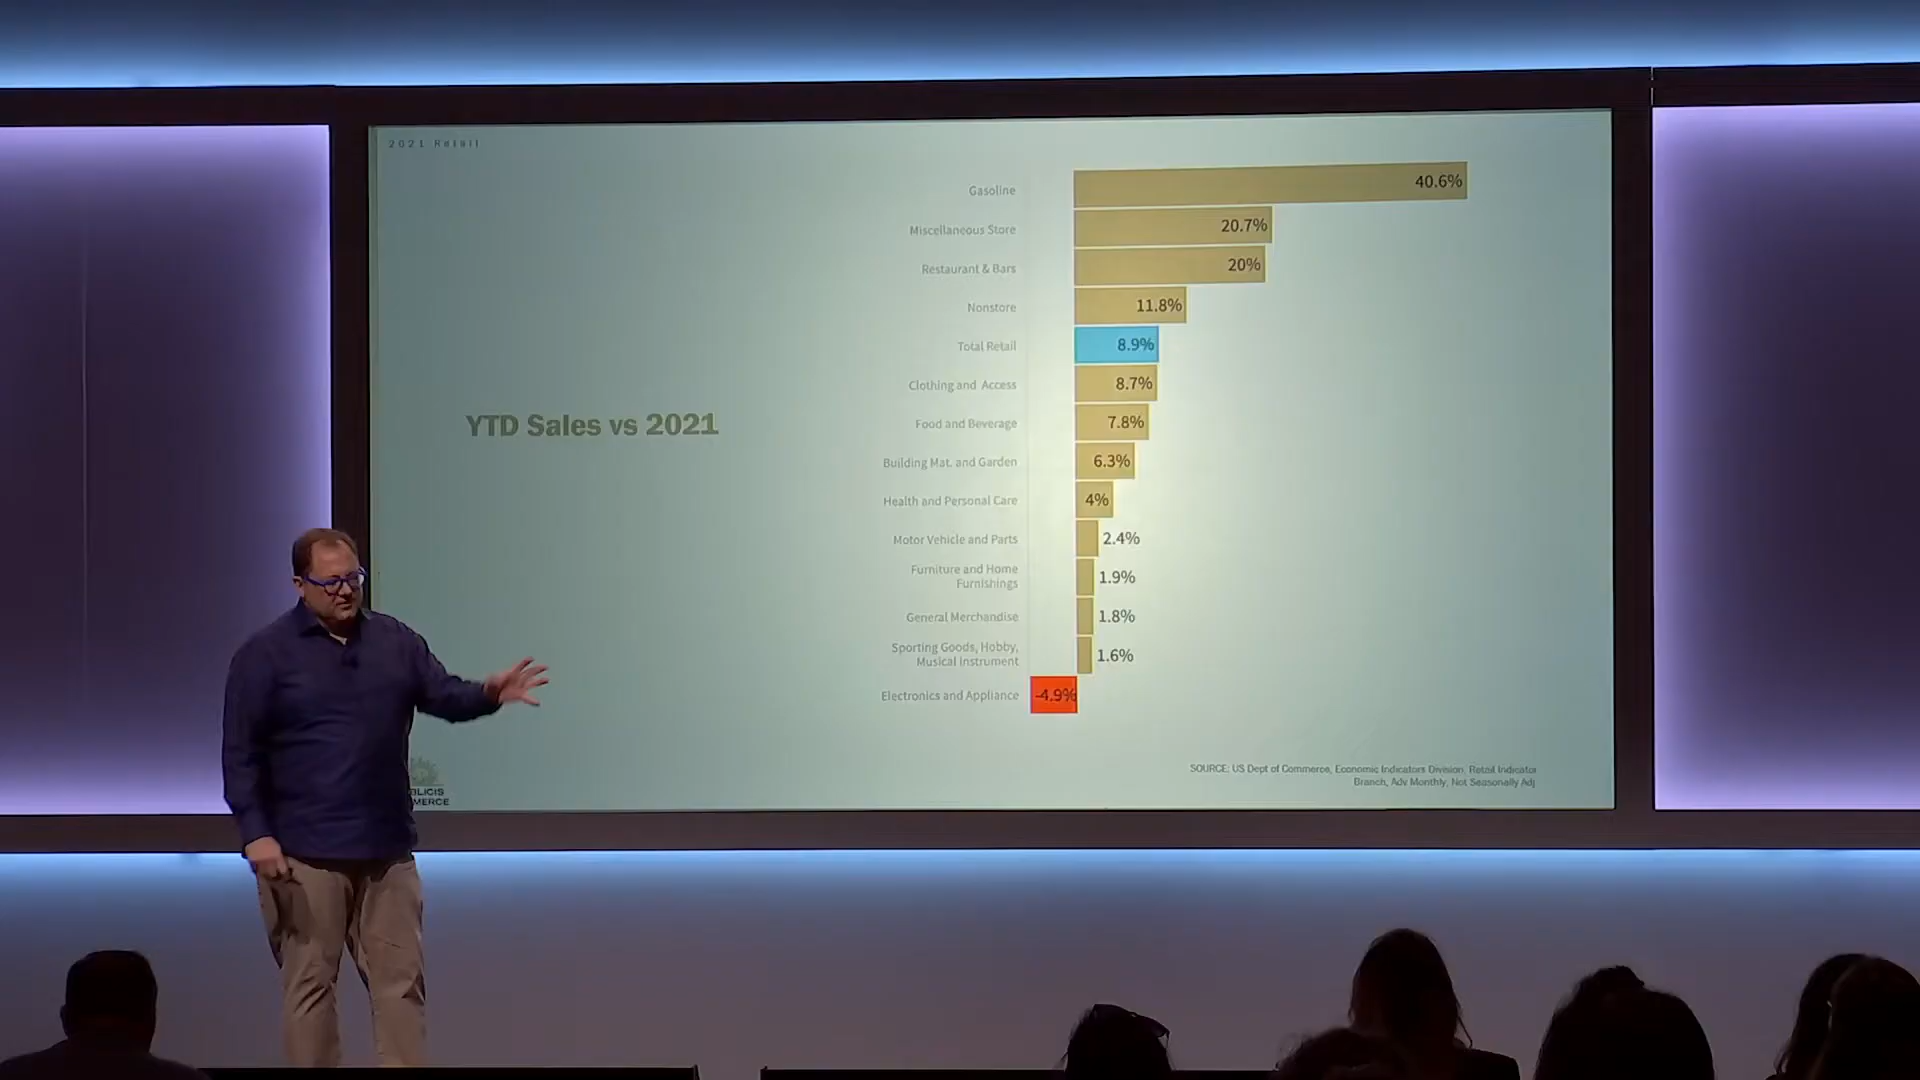 2021 Retail
YTD Sales vs 2021
Gasoline 40.6%
Miscellaneous Store 20.7%
Restaurant & Bars 20%
Nonstore 11.8%
Total Retail 8.9%
Clothing and Access 8.7%
Food and Beverage 7.8%
Building Mat. and Garden 6.3%
Health and Personal Care 4%
Motor Vehicle and Parts 2.4%
Furniture and Home
Furnishings 1.9%
General Merchandise 1.8%
Sporting Goods, Hobby,
Musical Instrument 1.6%
Electronics and Appliance -4.9%
SOURCE: US Dept of Commerce, Economic Indicators Division, Retail Indicator
Branch, Adv Monthly, Not Seasonally Adj
BLICIS
MERCE